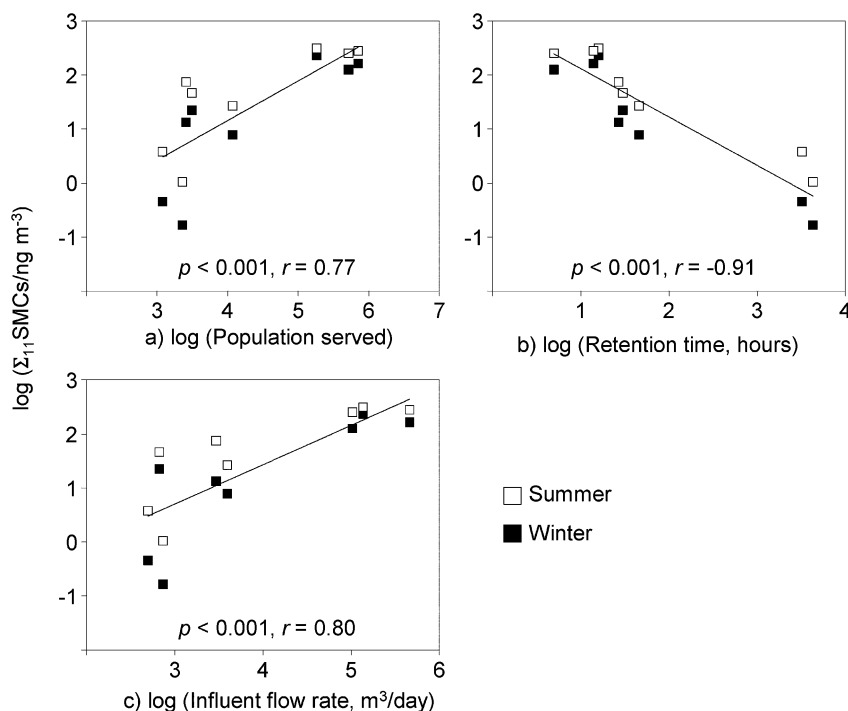 log (Σ11SMCs/ng m-3)
3
2
1
0
-1
p < 0.001, r = 0.77
3 4 5 6 7
a) log (Population served)
3
2
1
0
-1
p < 0.001, r = -0.91
1 2 3 4
b) log (Retention time, hours)
3
2
1
0
-1
p < 0.001, r = 0.80
3 4 5 6
c) log (Influent flow rate, m3/day)
Summer
Winter